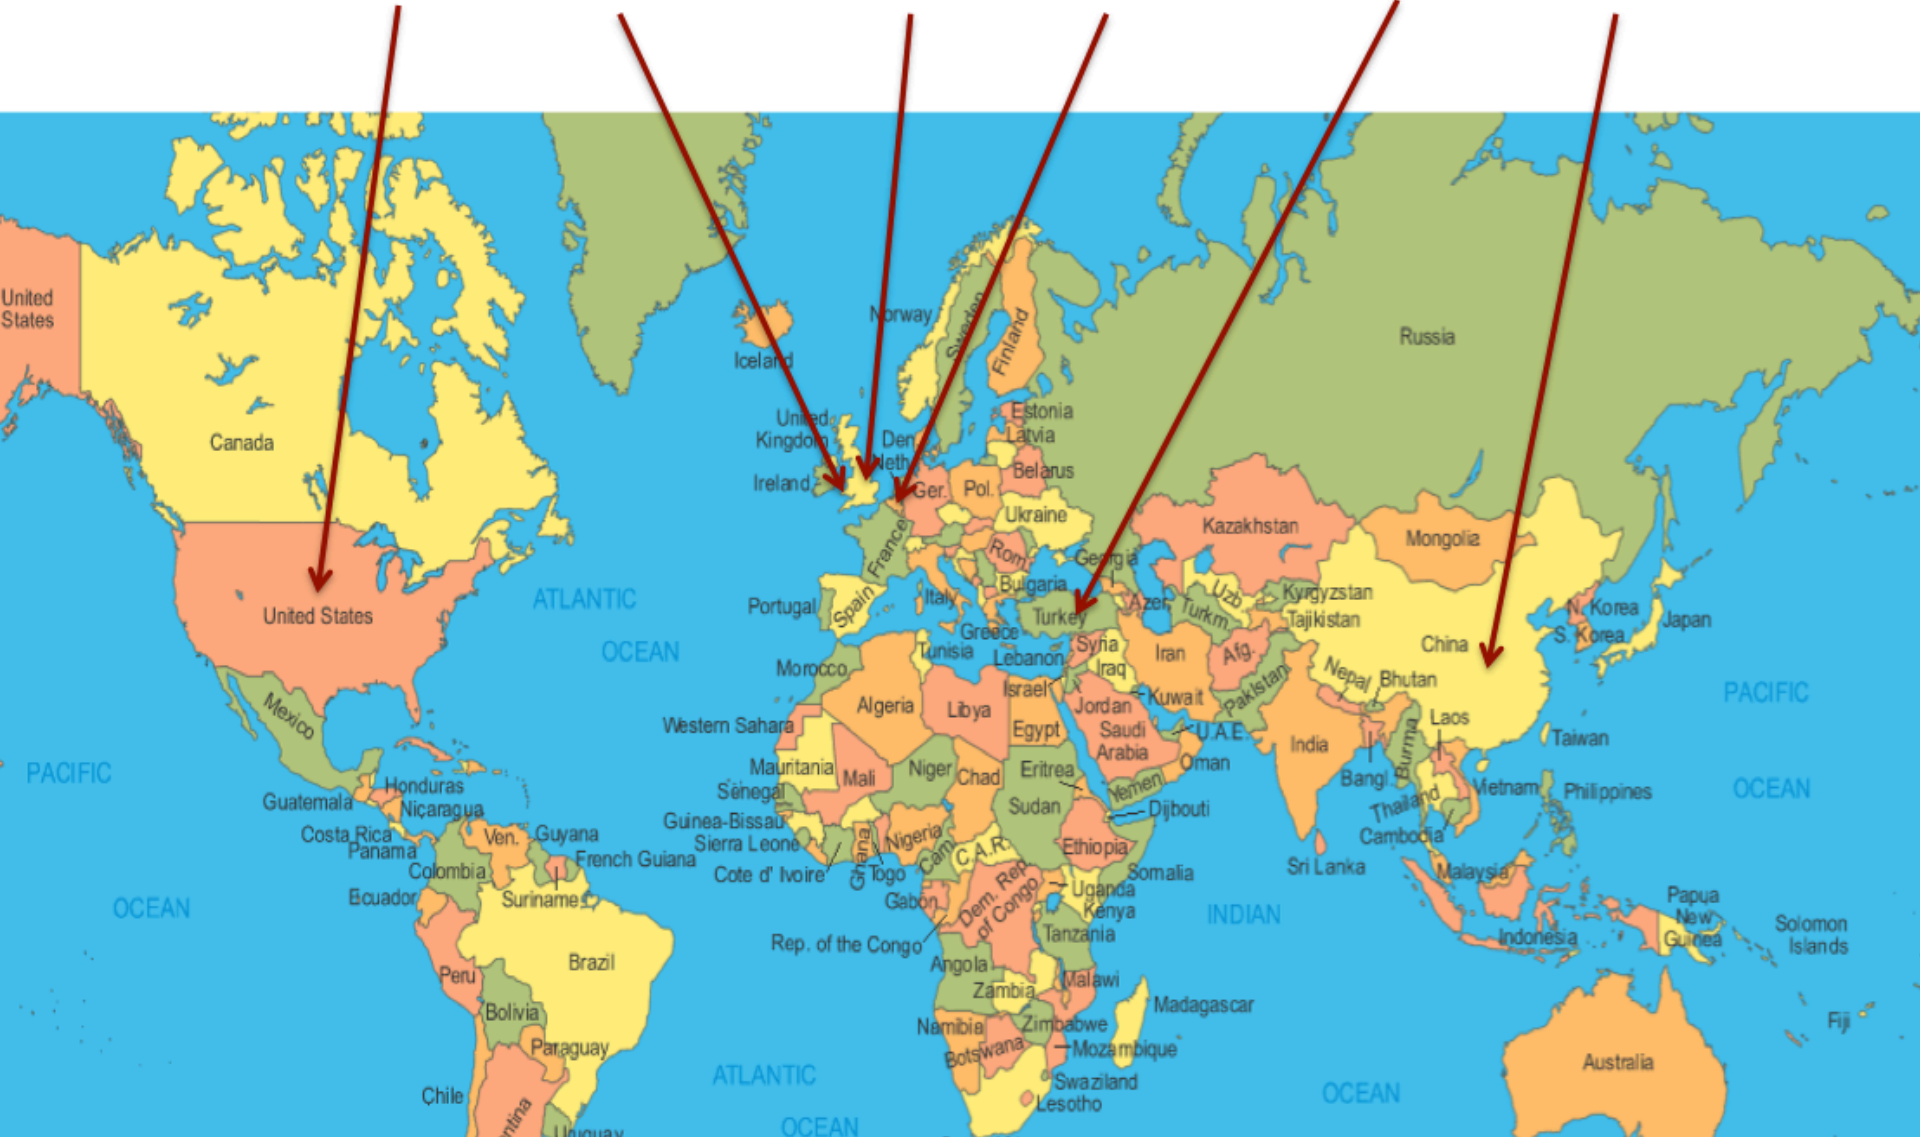 United
States
Canada
United States
Mexico
Iceland
Norway
Sweden
Finland
United
Kingdom
Ireland
Den
Neth
Estonia
Latvia
Belarus
Ger.
Pol.
Ukraine
France
Rom.
Bulgaria
Georgia
Portugal
Spain
Italy
Greece
Turkey
Azer.
Russia
Kazakhstan
Mongolia
Uzb.
Turkm.
Kyrgyzstan
Tajikistan
China
N. Korea
S. Korea
Japan
ATLANTIC
OCEAN
Morocco
Tunisia
Lebanon
Syria
Iraq
Iran
Afg.
Pakistan
Nepal
Bhutan
Israel
Jordan
Kuwait
Western Sahara
Algeria
Libya
Egypt
Saudi
Arabia
U.A.E.
Oman
India
Bangl.
Burma
Laos
Taiwan
PACIFIC
OCEAN
PACIFIC
OCEAN
Mauritania
Mali
Niger
Chad
Eritrea
Sudan
Yemen
Djibouti
Thailand
Vietnam
Philippines
Cambodia
Senegal
Guinea-Bissau
Sierra Leone
Cote d' Ivoire
Ghana
Togo
Nigeria
Cam.
C.A.R.
Ethiopia
Somalia
Sri Lanka
Malaysia
Honduras
Guatemala
Nicaragua
Costa Rica
Panama
Ven.
Guyana
French Guiana
Colombia
Suriname
Ecuador
Gabon
Rep. of the Congo
Dem. Rep.
of Congo
Uganda
Kenya
Tanzania
INDIAN
OCEAN
Indonesia
Papua
New
Guinea
Solomon
Islands
Peru
Brazil
Bolivia
Paraguay
Chile
ntina
Uruguay
ATLANTIC
OCEAN
Angola
Zambia
Malawi
Namibia
Zimbabwe
Botswana
Mozambique
Madagascar
Swaziland
Lesotho
Fiji
Australia